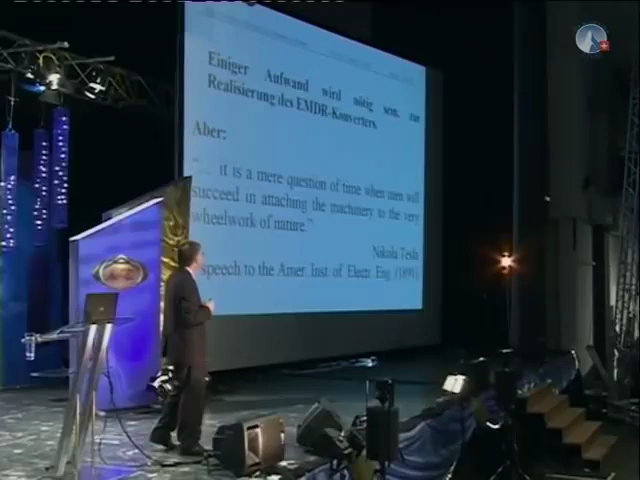 Einiger Aufwand wird nötig sein, zur
Realisierung des EMDR-Konverters.
Aber:
"... it is a mere question of time when men will
succeed in attaching the machinery to the very
wheelwork of nature."
Nikola Tesla
speech to the Amer. Inst. of Electr. Eng. (1891)